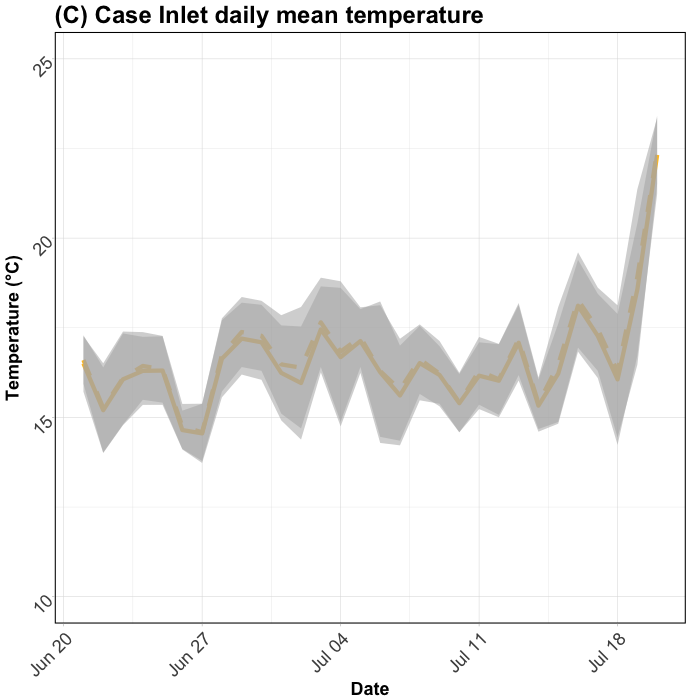 (C) Case Inlet daily mean temperature
25
20
15
10
Temperature (°C)
Jun 20
Jun 27
Jul 04
Jul 11
Jul 18
Date